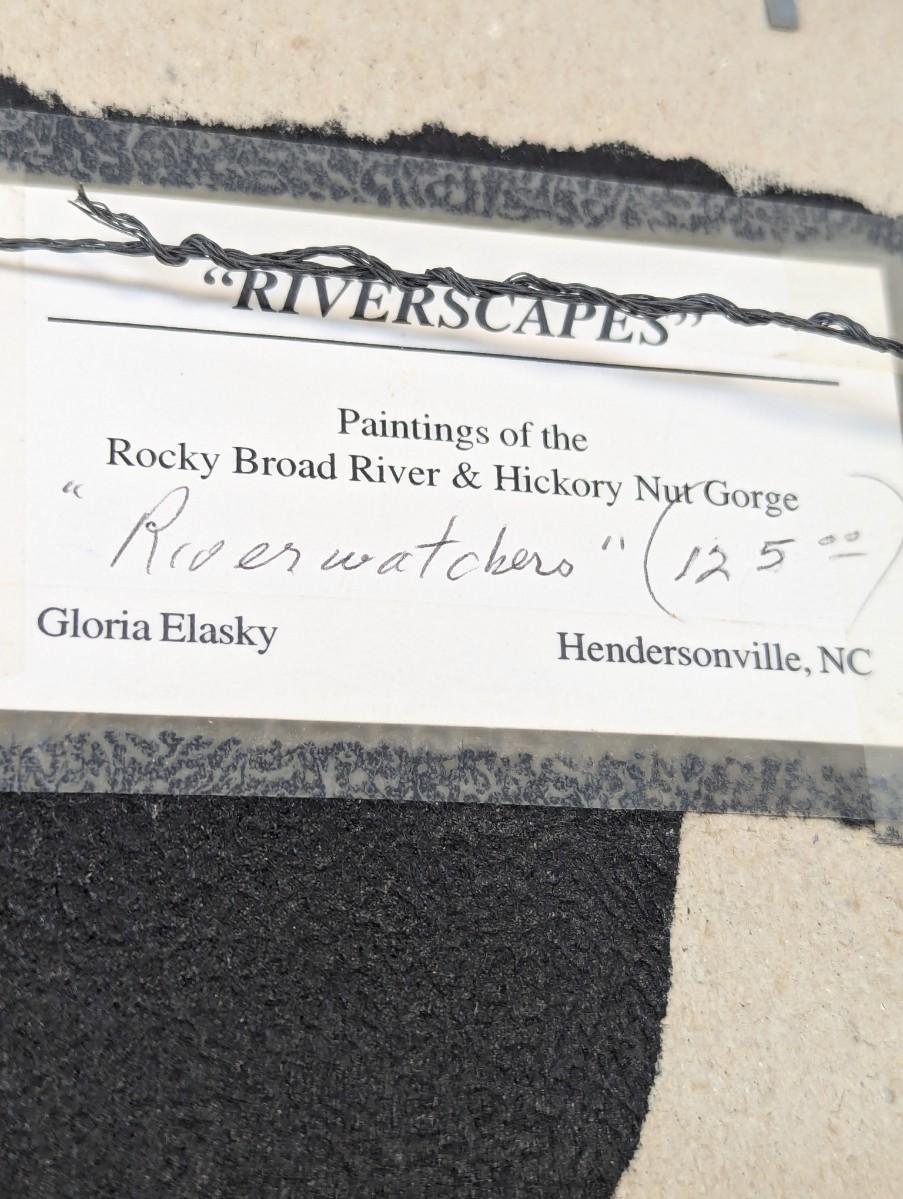 “RIVERSCAPES”
Paintings of the
Rocky Broad River & Hickory Nut Gorge
"Riverwatchers" (125 00)
Gloria Elasky
Hendersonville, NC